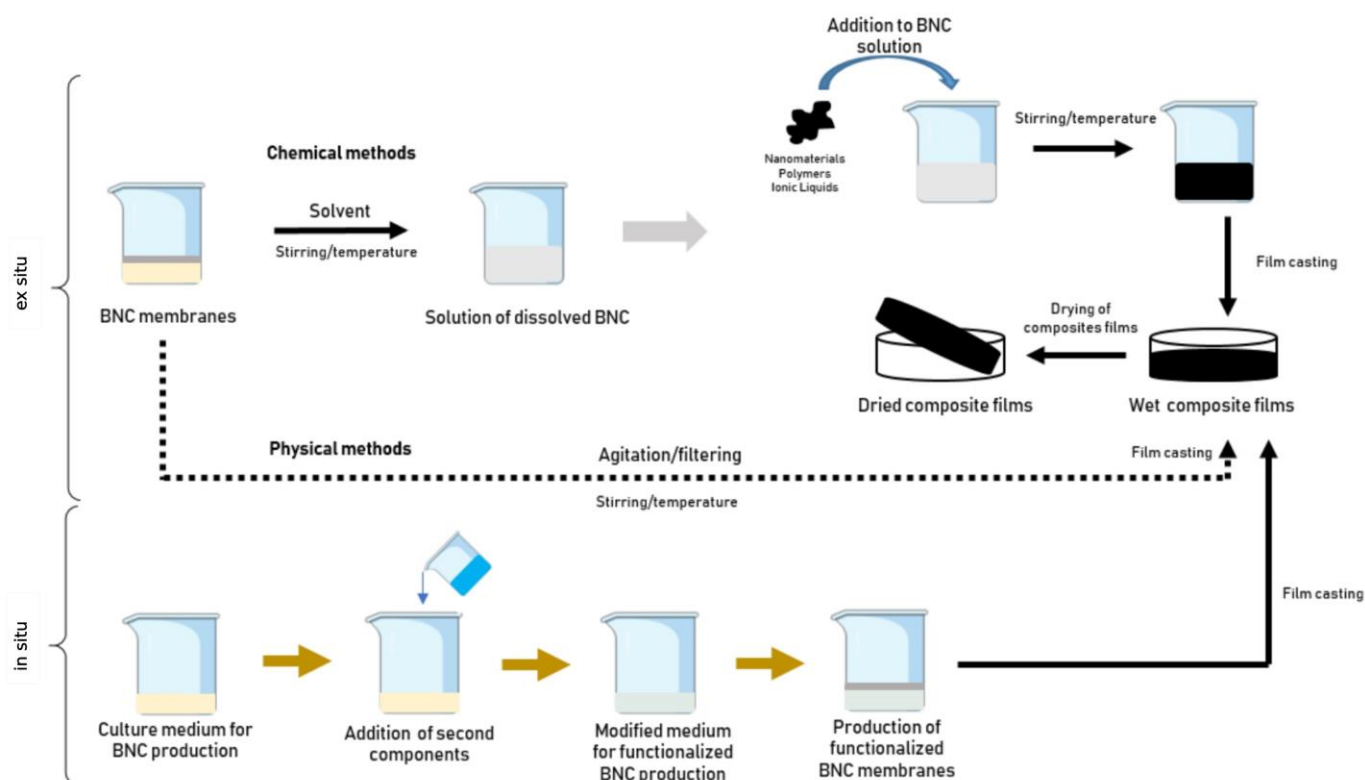 Addition to BNC
solution
Chemical methods
Nanomaterials
Polymers
Ionic Liquids
Stirring/temperature
Solvent
Stirring/temperature
ex situ
BNC membranes
Solution of dissolved BNC
Film casting
Drying of
composites films
Dried composite films
Wet composite films
Physical methods
Agitation/filtering
Film casting
Stirring/temperature
in situ
Film casting
Culture medium for
BNC production
Addition of second
components
Modified medium
for functionalized
BNC production
Production of
functionalized
BNC membranes